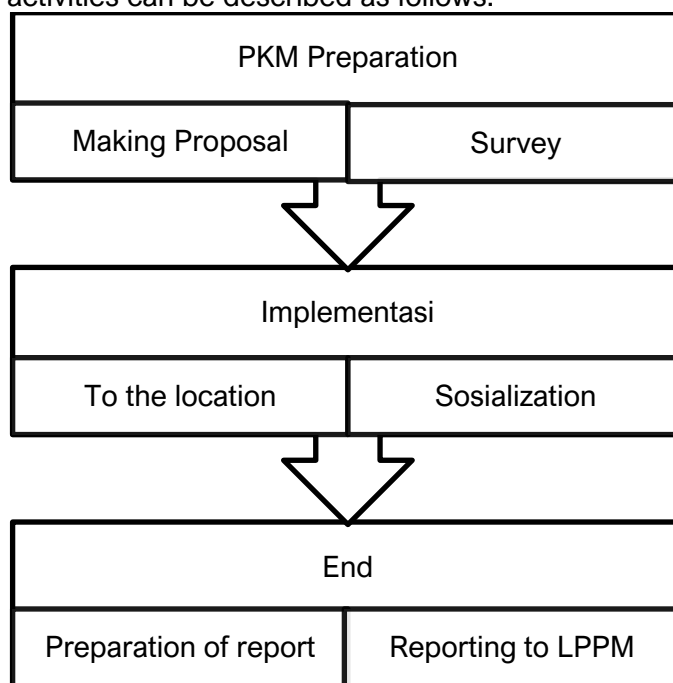 activities can be described as follows:
PKM Preparation
Making Proposal
Survey
Implementasi
To the location
Sosialization
End
Preparation of report
Reporting to LPPM